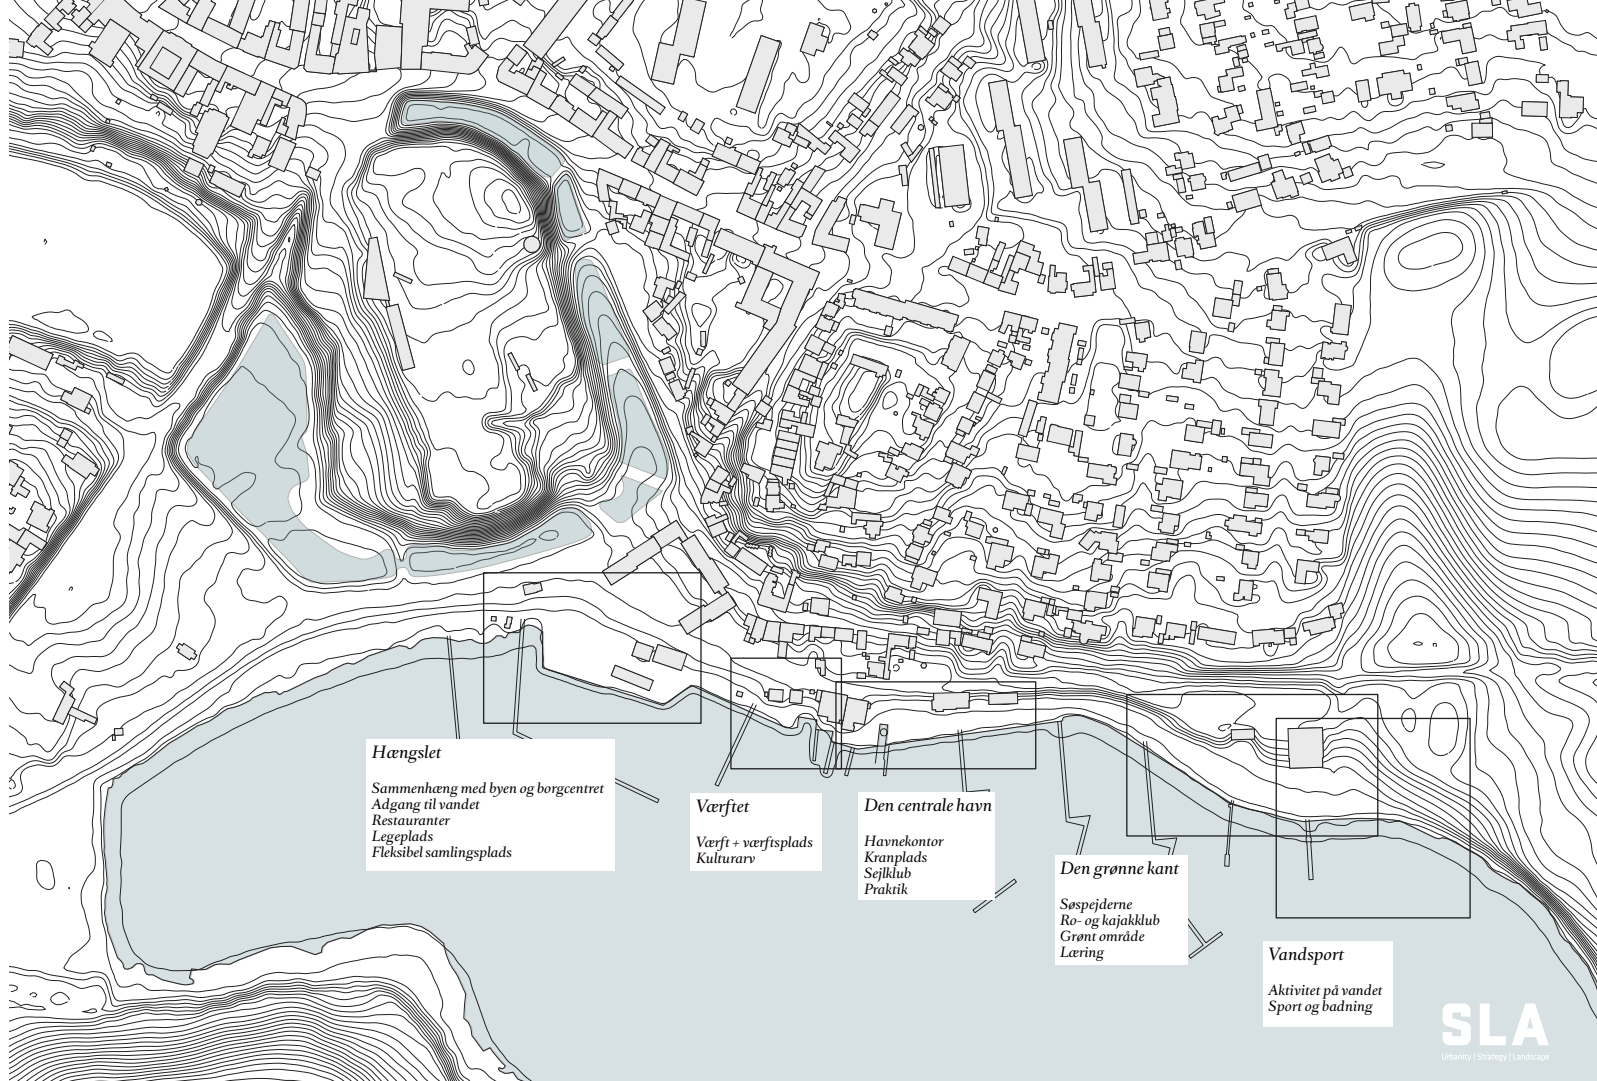 Hængslet
Sammenhæng med byen og borgcentret
Adgang til vandet
Restauranter
Legeplads
Fleksibel samlingsplads
Værftet
Værft + værftsplads
Kulturarv
Den centrale havn
Havnekontor
Kranplads
Sejlklub
Praktik
Den grønne kant
Søspejderne
Ro- og kajakklub
Grønt område
Læring
Vandsport
Aktivitet på vandet
Sport og badning
SLA
Urbanity | Strategy | Landscape